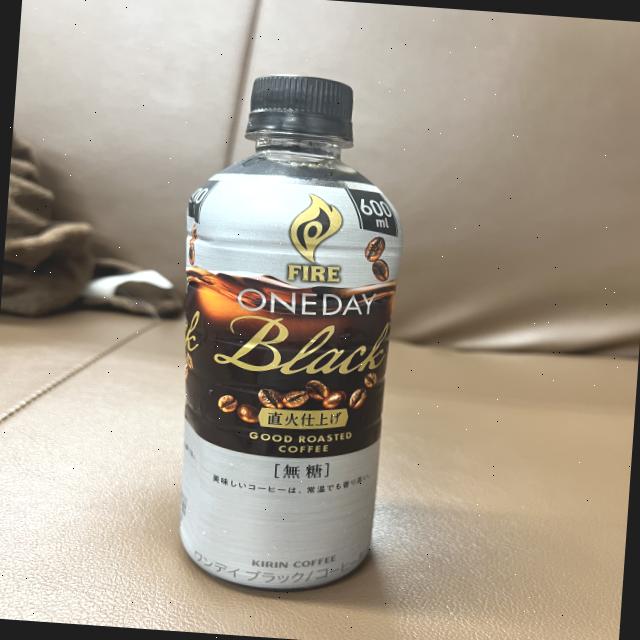 600
ml
FIRE
ONEDAY
Black
直火仕上げ
GOOD ROASTED
COFFEE
[無糖]
美味しいコーヒーは、常温でも香り高い。
KIRIN COFFEE
ワンデイ ブラック/コーヒー